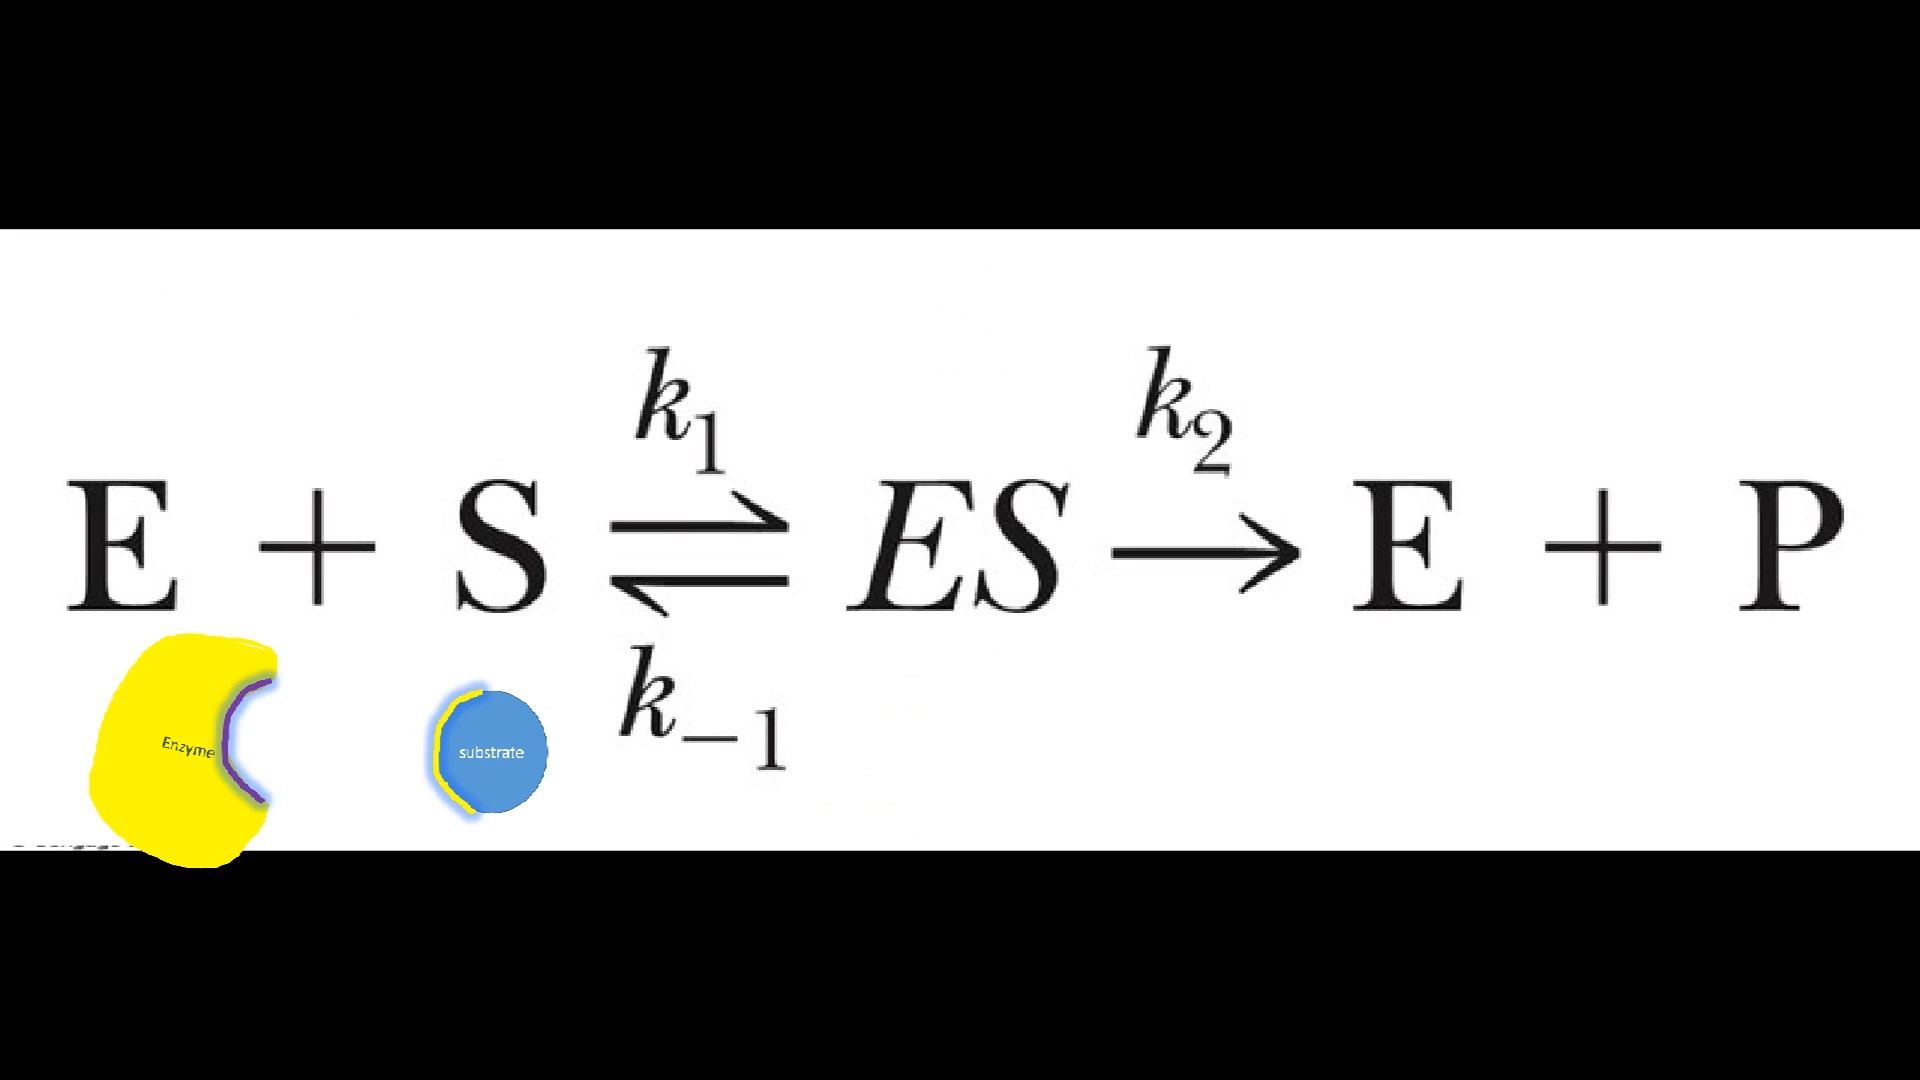 k₁ k₂
E + S ⇌ ES → E + P
k₋₁
Enzyme
substrate